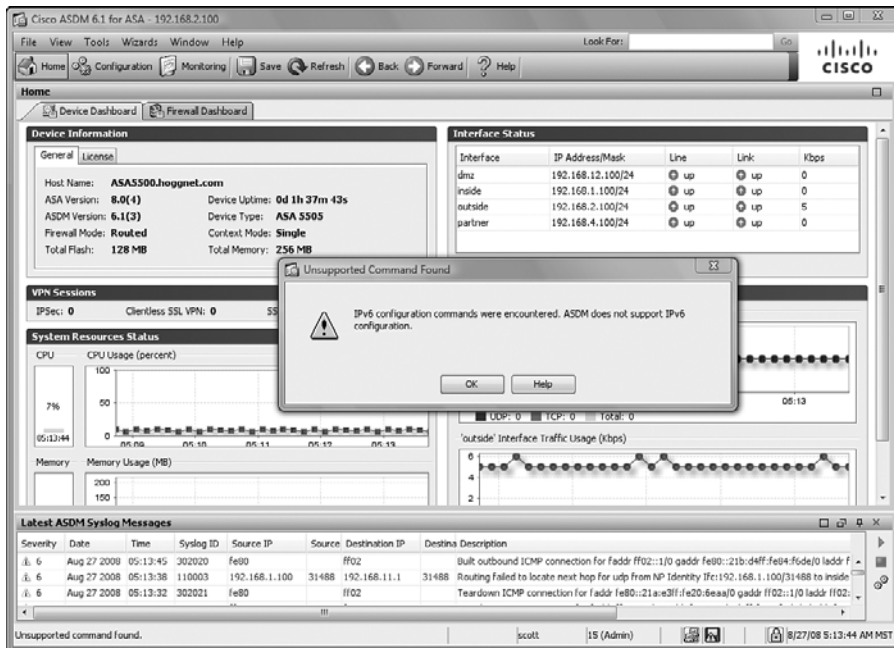 Cisco ASDM 6.1 for ASA - 192.168.2.100
File View Tools Wizards Window Help
Look For:
Go
Home Configuration Monitoring Save Refresh Back Forward Help
CISCO
Home
Device Dashboard Firewall Dashboard
Device Information
General License
Host Name: ASA5500.hoggnet.com
ASA Version: 8.0(4) Device Uptime: 0d 1h 37m 43s
ASDM Version: 6.1(3) Device Type: ASA 5505
Firewall Mode: Routed Context Mode: Single
Total Flash: 128 MB Total Memory: 256 MB
Interface Status
Interface IP Address/Mask Line Link Kbps
dmz 192.168.12.100/24 up up 0
inside 192.168.1.100/24 up up 0
outside 192.168.2.100/24 up up 5
partner 192.168.4.100/24 up up 0
Unsupported Command Found
IPv6 configuration commands were encountered. ASDM does not support IPv6
configuration.
OK Help
VPN Sessions
IPSec: 0 Clientless SSL VPN: 0
System Resources Status
CPU CPU Usage (percent)
100
50
0
7%
05:13:44
05:09 05:10 05:11 05:12 05:13
Memory Memory Usage (MB)
200
150
05:13
UDP: 0 TCP: 0 Total: 0
'outside' Interface Traffic Usage (Kbps)
6
4
2
Latest ASDM Syslog Messages
Severity Date Time Syslog ID Source IP Source Destination IP Destina Description
6 Aug 27 2008 05:13:45 302020 fe80 ff02 Built outbound ICMP connection for faddr ff02::1/0 gaddr fe80::21b:d4ff:fe84:f6de/0 laddr f
6 Aug 27 2008 05:13:38 110003 192.168.1.100 31488 192.168.11.1 31488 Routing failed to locate next hop for udp from NP Identity Ifc:192.168.1.100/31488 to inside
6 Aug 27 2008 05:13:32 302021 fe80 ff02 Teardown ICMP connection for faddr fe80::21a:e3ff:fe20:6eaa/0 gaddr ff02::1/0 laddr ff02:
Unsupported command found.
scott 15 (Admin) 8/27/08 5:13:44 AM MST